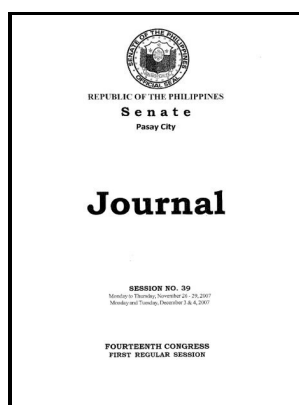 SENATE OF THE PHILIPPINES
OFFICIAL SEAL
REPUBLIC OF THE PHILIPPINES
Senate
Pasay City
Journal
SESSION NO. 39
Monday to Thursday, November 26 - 29, 2007
Monday and Tuesday, December 3 & 4, 2007
FOURTEENTH CONGRESS
FIRST REGULAR SESSION